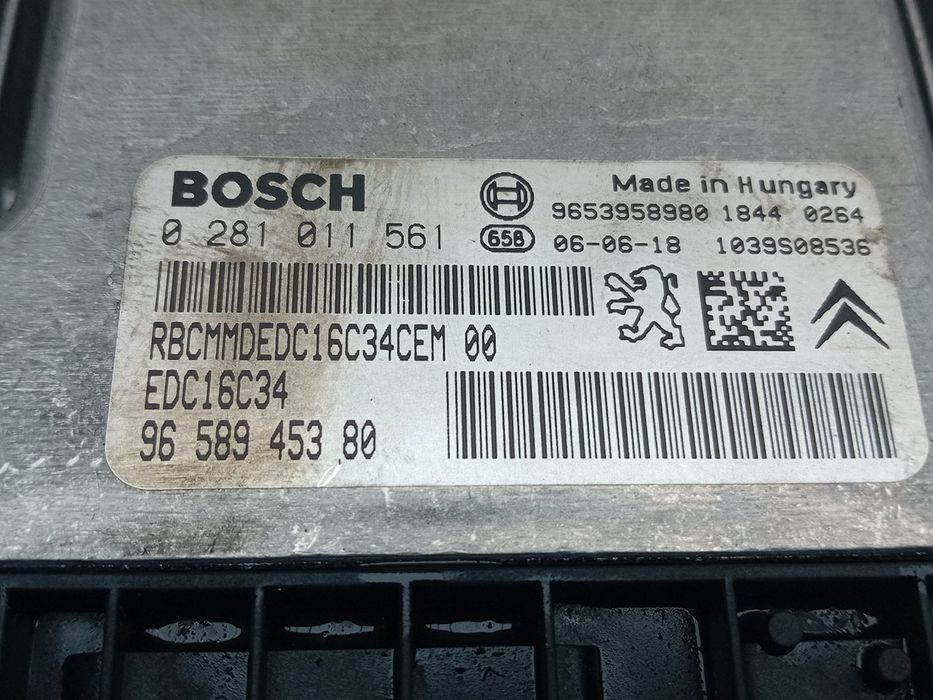 BOSCH
Made in Hungary
9653958980 1844 0264
0 281 011 561
65B
06-06-18 1039S08536
RBCMMDEDC16C34CEM 00
EDC16C34
96 589 453 80